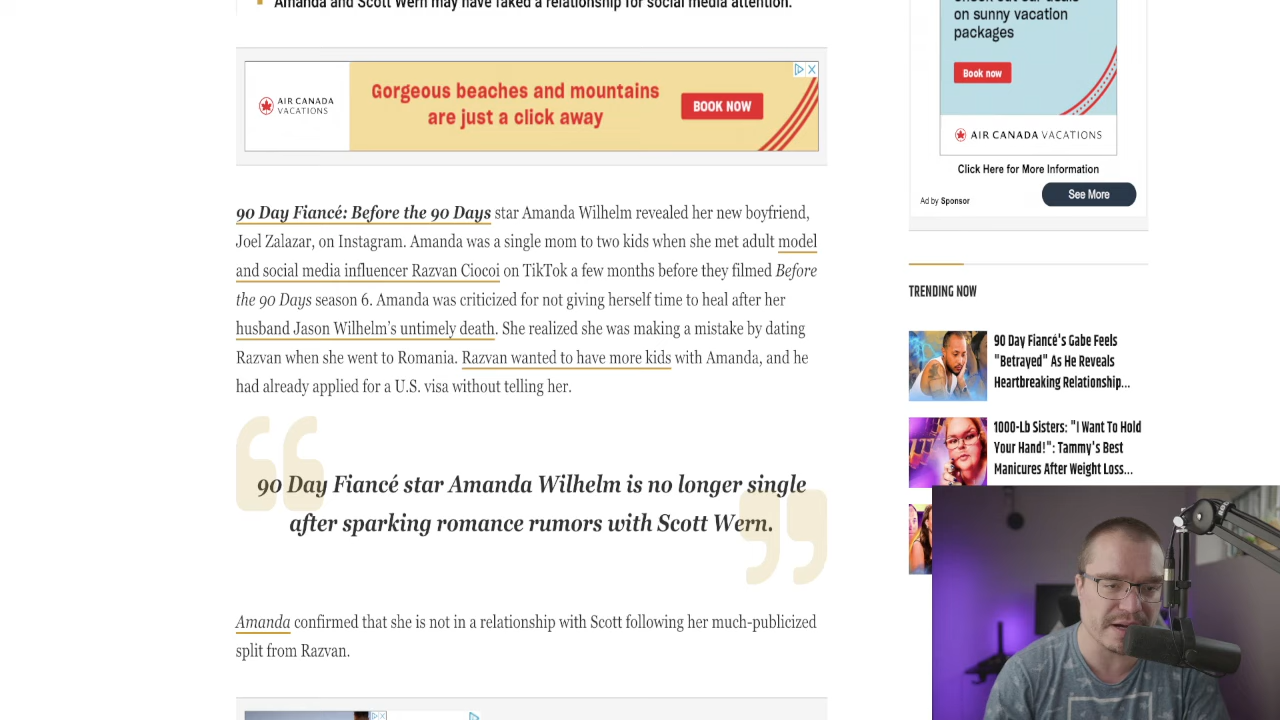 Amanda and Scott Wern may have faked a relationship for social media attention.
AIR CANADA
VACATIONS
Gorgeous beaches and mountains
are just a click away
BOOK NOW
90 Day Fiancé: Before the 90 Days star Amanda Wilhelm revealed her new boyfriend,
Joel Zalazar, on Instagram. Amanda was a single mom to two kids when she met adult model
and social media influencer Razvan Ciocoi on TikTok a few months before they filmed Before
the 90 Days season 6. Amanda was criticized for not giving herself time to heal after her
husband Jason Wilhelm’s untimely death. She realized she was making a mistake by dating
Razvan when she went to Romania. Razvan wanted to have more kids with Amanda, and he
had already applied for a U.S. visa without telling her.
90 Day Fiancé star Amanda Wilhelm is no longer single
after sparking romance rumors with Scott Wern.
Amanda confirmed that she is not in a relationship with Scott following her much-publicized
split from Razvan.
on sunny vacation
packages
Book now
AIR CANADA VACATIONS
Click Here for More Information
Ad by Sponsor
See More
TRENDING NOW
90 Day Fiancé's Gabe Feels
"Betrayed" As He Reveals
Heartbreaking Relationship...
1000-Lb Sisters: "I Want To Hold
Your Hand!": Tammy's Best
Manicures After Weight Loss...